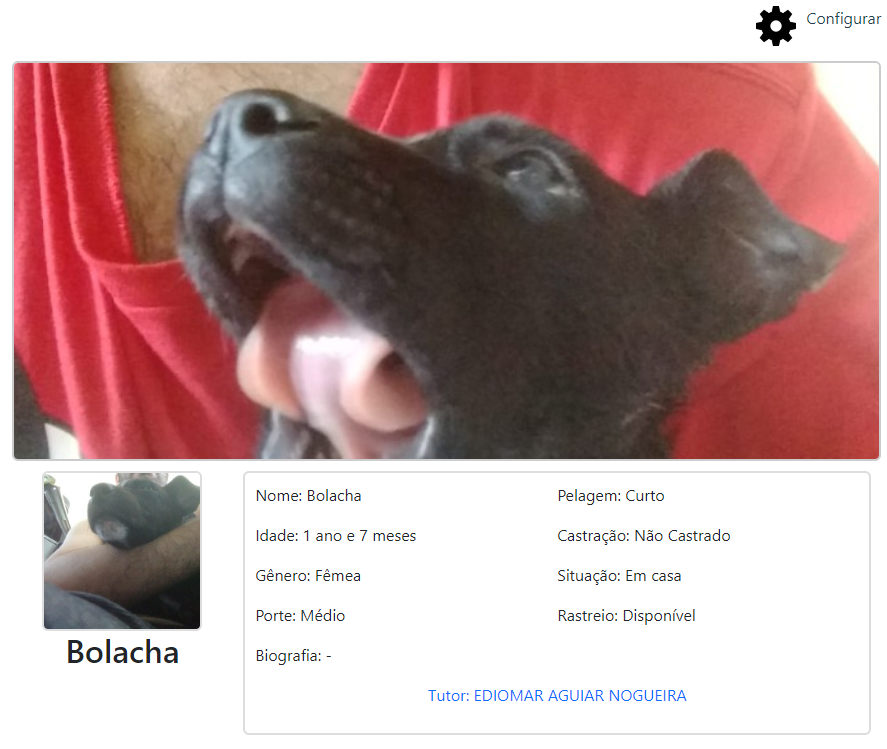 Configurar
Nome: Bolacha
Pelagem: Curto
Idade: 1 ano e 7 meses
Castração: Não Castrado
Gênero: Fêmea
Situação: Em casa
Porte: Médio
Rastreio: Disponível
Biografia: -
Tutor: EDIOMAR AGUIAR NOGUEIRA
Bolacha